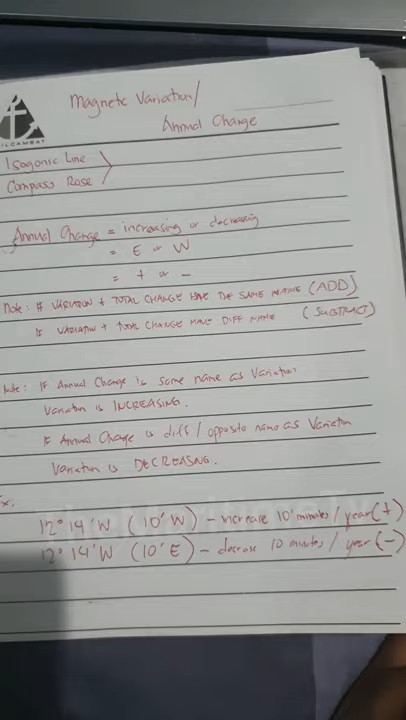 Magnetic Variation/
Annual Change
FILCAMBAT
Isogonic Line
Compass Rose
Annual Change = increasing or decreasing
= E or W
= + or -
Note: IF VARIATION & TOTAL CHANGE HAVE THE SAME NAME (ADD)
IF VARIATION & TOTAL CHANGE HAVE DIFF NAME (SUBTRACT)
Note: IF Annual Change is same name as Variation
Variation is INCREASING.
IF Annual Change is diff/opposite name as Variation
Variation is DECREASING.
Ex.
12° 14' W (10' W) - increase 10' minutes/year (+)
12° 14' W (10' E) - decrease 10 minutes/year (-)